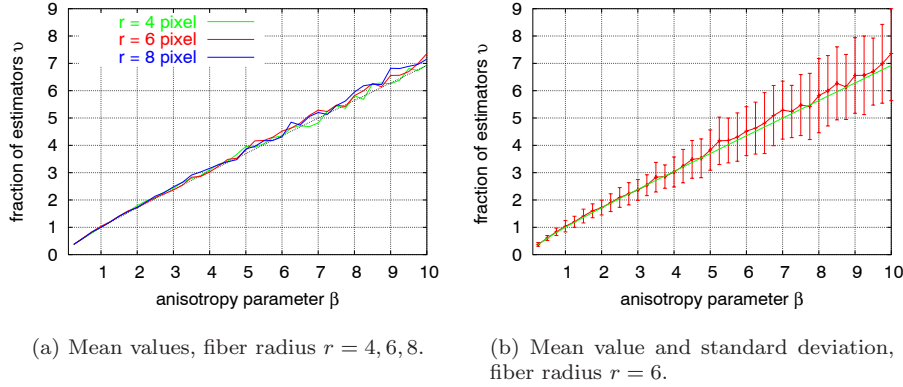 r = 4 pixel
r = 6 pixel
r = 8 pixel
9
8
7
6
5
4
3
2
1
0
fraction of estimators υ
1 2 3 4 5 6 7 8 9 10
anisotropy parameter β
(a) Mean values, fiber radius r = 4, 6, 8.
9
8
7
6
5
4
3
2
1
0
fraction of estimators υ
1 2 3 4 5 6 7 8 9 10
anisotropy parameter β
(b) Mean value and standard deviation,
fiber radius r = 6.